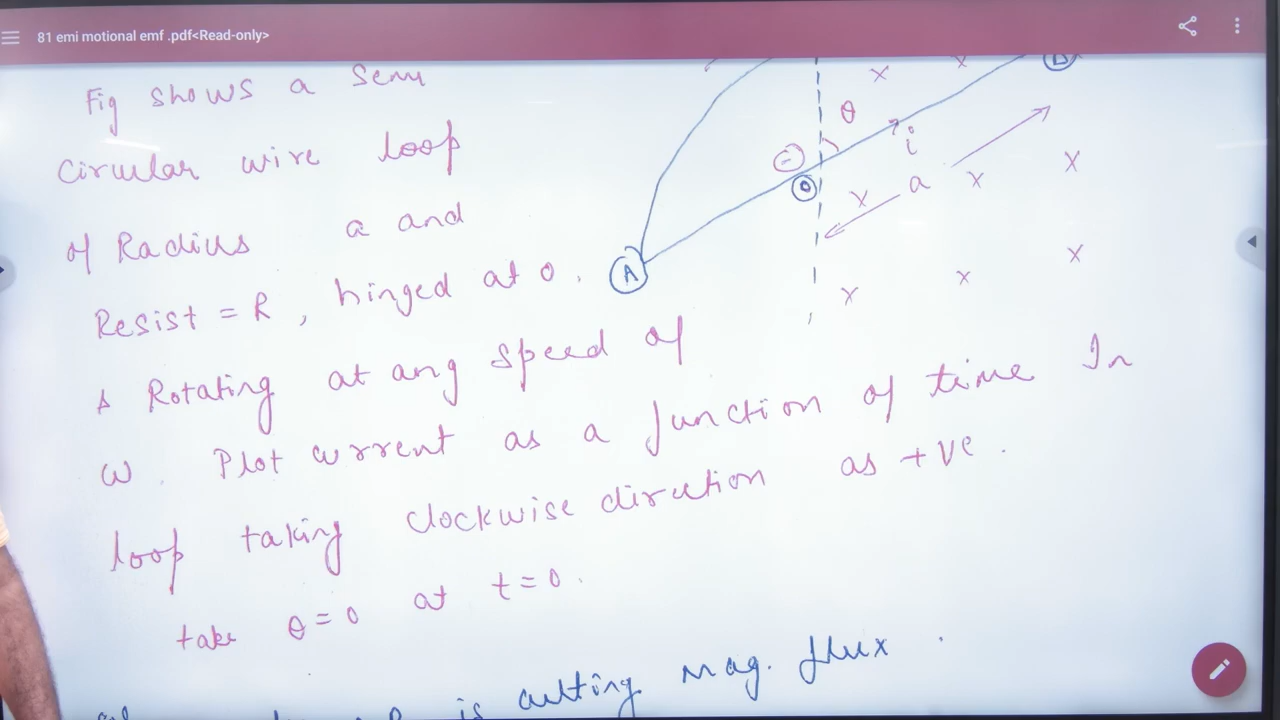 81 emi motional emf .pdf<Read-only>
Fig shows a semi
circular wire loop
of Radius a and
Resist = R, hinged at O.
& Rotating at ang speed of
ω. Plot current as a function of time In
loop taking clockwise direction as +ve.
take θ = 0 at t = 0.
is cutting mag. flux
x x
θ
i
-
O
x a x x
A
x x x